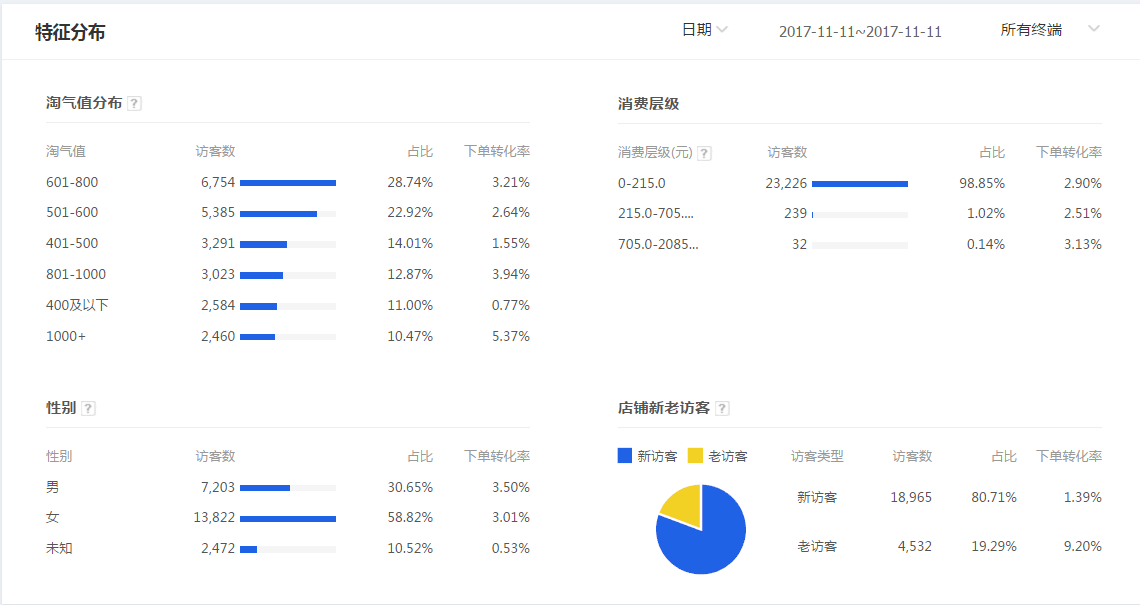 特征分布 日期 2017-11-11~2017-11-11 所有终端
淘气值分布 ?
淘气值 访客数 占比 下单转化率
601-800 6,754 28.74% 3.21%
501-600 5,385 22.92% 2.64%
401-500 3,291 14.01% 1.55%
801-1000 3,023 12.87% 3.94%
400及以下 2,584 11.00% 0.77%
1000+ 2,460 10.47% 5.37%
消费层级
消费层级(元) ? 访客数 占比 下单转化率
0-215.0 23,226 98.85% 2.90%
215.0-705.... 239 1.02% 2.51%
705.0-2085... 32 0.14% 3.13%
性别 ?
性别 访客数 占比 下单转化率
男 7,203 30.65% 3.50%
女 13,822 58.82% 3.01%
未知 2,472 10.52% 0.53%
店铺新老访客 ?
新访客 老访客 访客类型 访客数 占比 下单转化率
新访客 18,965 80.71% 1.39%
老访客 4,532 19.29% 9.20%